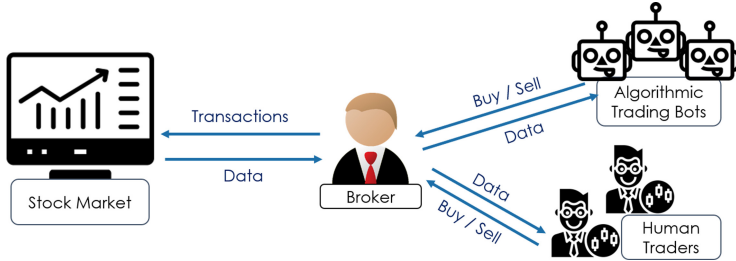 Transactions
Data
Stock Market
Broker
Buy / Sell
Data
Algorithmic
Trading Bots
Data
Buy / Sell
Human
Traders